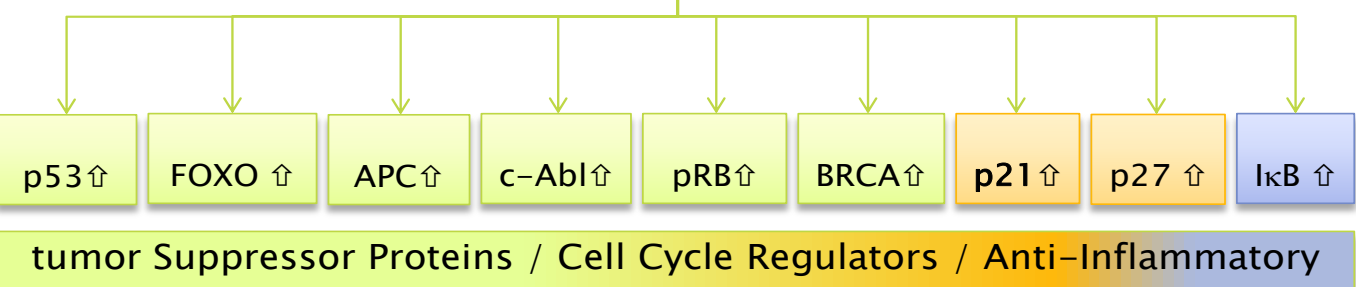 p53⇧ FOXO ⇧ APC⇧ c-Abl⇧ pRB⇧ BRCA⇧ p21⇧ p27 ⇧ IκB ⇧
tumor Suppressor Proteins / Cell Cycle Regulators / Anti-Inflammatory